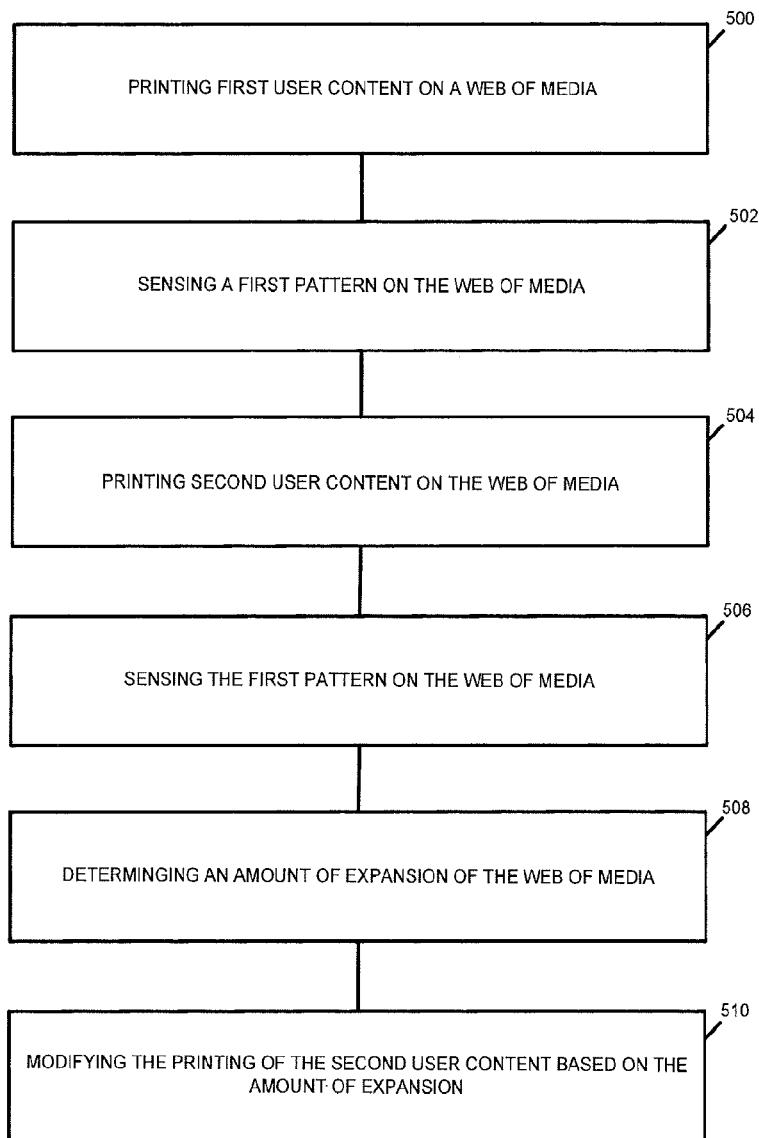 500
PRINTING FIRST USER CONTENT ON A WEB OF MEDIA
502
SENSING A FIRST PATTERN ON THE WEB OF MEDIA
504
PRINTING SECOND USER CONTENT ON THE WEB OF MEDIA
506
SENSING THE FIRST PATTERN ON THE WEB OF MEDIA
508
DETERMINGING AN AMOUNT OF EXPANSION OF THE WEB OF MEDIA
510
MODIFYING THE PRINTING OF THE SECOND USER CONTENT BASED ON THE
AMOUNT OF EXPANSION